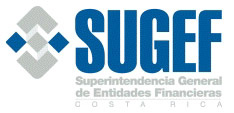 SUGEF
Superintendencia General
de Entidades Financieras
COSTA RICA